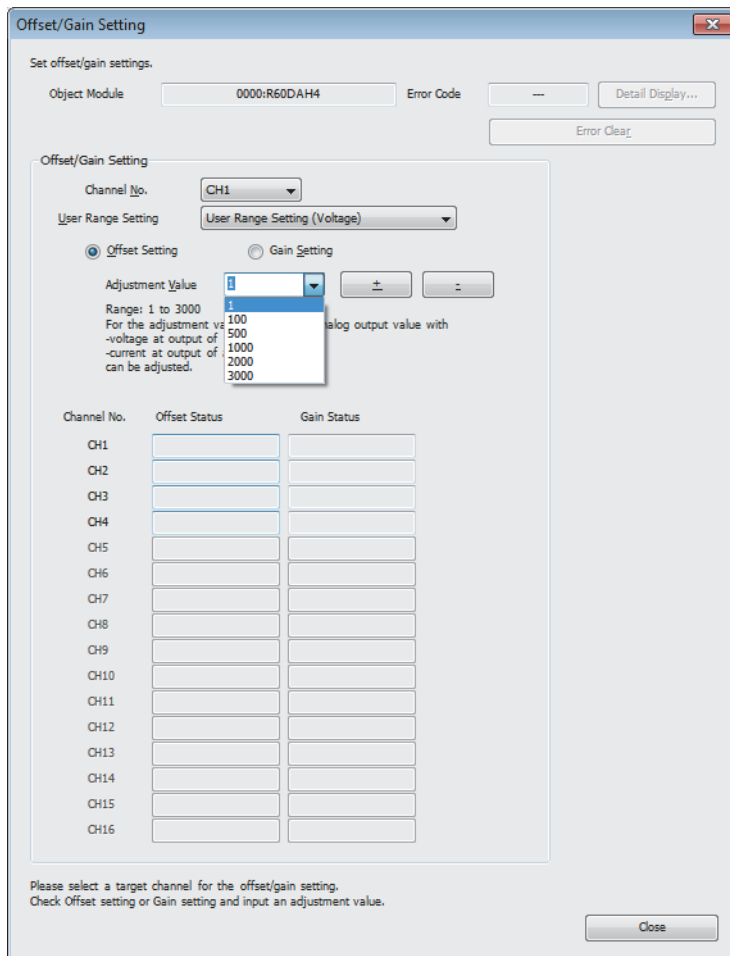 Offset/Gain Setting
Set offset/gain settings.
Object Module 0000:R60DAH4 Error Code --- Detail Display...
Error Clear
Offset/Gain Setting
Channel No. CH1
User Range Setting User Range Setting (Voltage)
Offset Setting Gain Setting
Adjustment Value 1 + -
1
100
500
1000
2000
3000
Range: 1 to 3000
For the adjustment va alog output value with
-voltage at output of
-current at output of
can be adjusted.
Channel No. Offset Status Gain Status
CH1
CH2
CH3
CH4
CH5
CH6
CH7
CH8
CH9
CH10
CH11
CH12
CH13
CH14
CH15
CH16
Please select a target channel for the offset/gain setting.
Check Offset setting or Gain setting and input an adjustment value.
Close